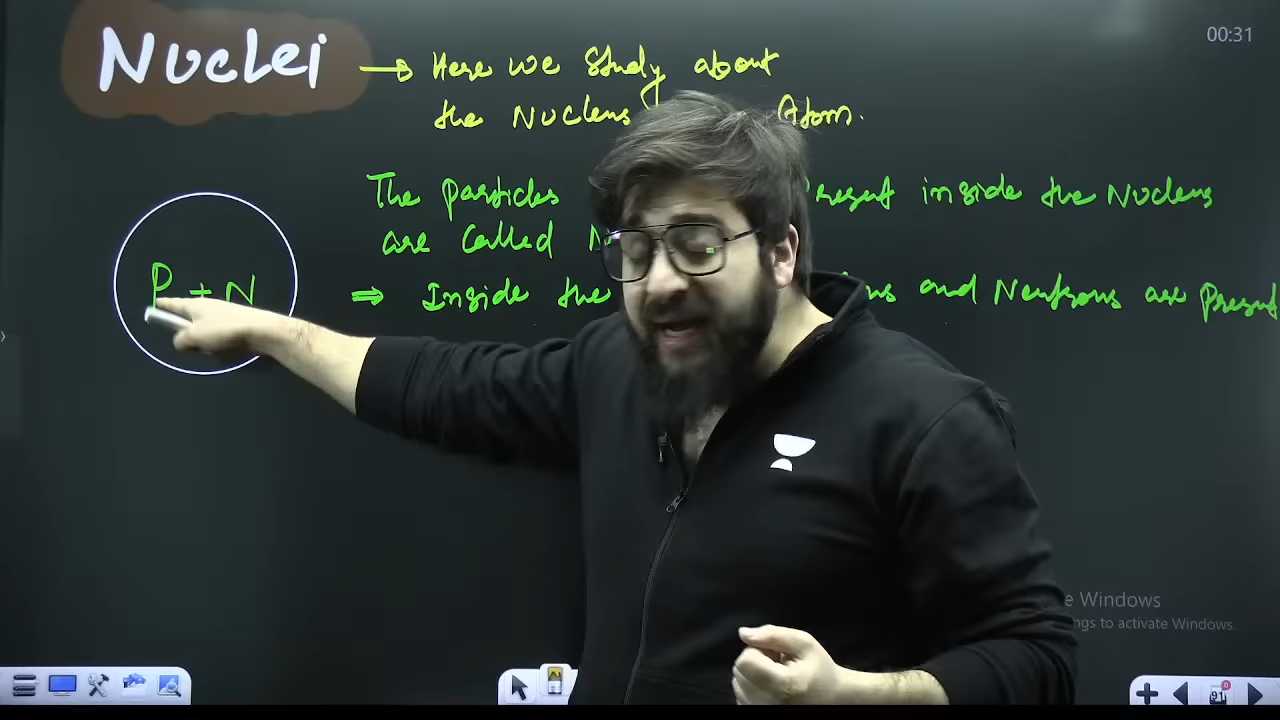 00:31
Nuclei → Here we study about
the Nucleus Atom.
The particles Present inside the Nucleus
are called
P + N
⇒ Inside the and Neutrons are Present
Windows
to activate Windows.
91